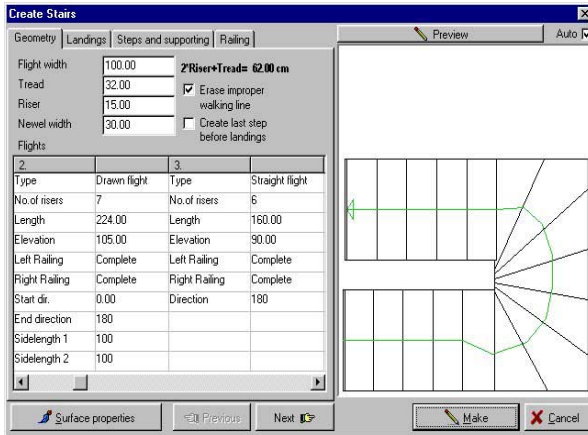 Create Stairs
Geometry Landings Steps and supporting Railing
Preview Auto
Flight width 100.00 2*Riser+Tread= 62.00 cm
Tread 32.00 Erase improper walking line
Riser 15.00
Newel width 30.00 Create last step before landings
Flights
2. 3.
Type Drawn flight Type Straight flight
No. of risers 7 No. of risers 6
Length 224.00 Length 160.00
Elevation 105.00 Elevation 90.00
Left Railing Complete Left Railing Complete
Right Railing Complete Right Railing Complete
Start dir. 0.00 Direction 180
End direction 180
Sidelength 1 100
Sidelength 2 100
Surface properties Previous Next Make Cancel